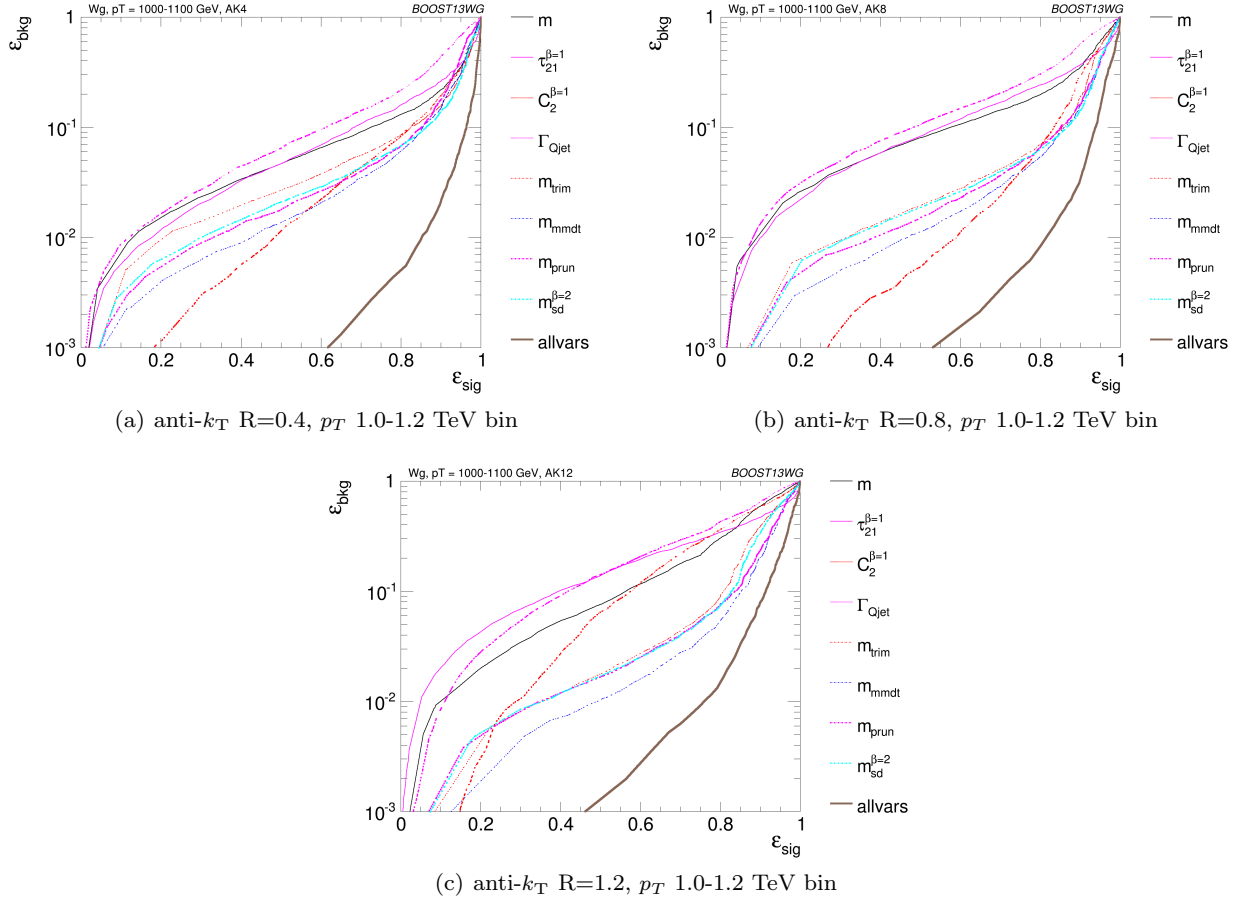 Wg, pT = 1000-1100 GeV, AK4 BOOST13WG
ε_bkg
1
10^-1
10^-2
10^-3
0 0.2 0.4 0.6 0.8 1
ε_sig
m
τ_21^β=1
C_2^β=1
Γ_Qjet
m_trim
m_mmdt
m_prun
m_sd^β=2
allvars
(a) anti-k_T R=0.4, p_T 1.0-1.2 TeV bin
Wg, pT = 1000-1100 GeV, AK8 BOOST13WG
ε_bkg
1
10^-1
10^-2
10^-3
0 0.2 0.4 0.6 0.8 1
ε_sig
m
τ_21^β=1
C_2^β=1
Γ_Qjet
m_trim
m_mmdt
m_prun
m_sd^β=2
allvars
(b) anti-k_T R=0.8, p_T 1.0-1.2 TeV bin
Wg, pT = 1000-1100 GeV, AK12 BOOST13WG
ε_bkg
1
10^-1
10^-2
10^-3
0 0.2 0.4 0.6 0.8 1
ε_sig
m
τ_21^β=1
C_2^β=1
Γ_Qjet
m_trim
m_mmdt
m_prun
m_sd^β=2
allvars
(c) anti-k_T R=1.2, p_T 1.0-1.2 TeV bin